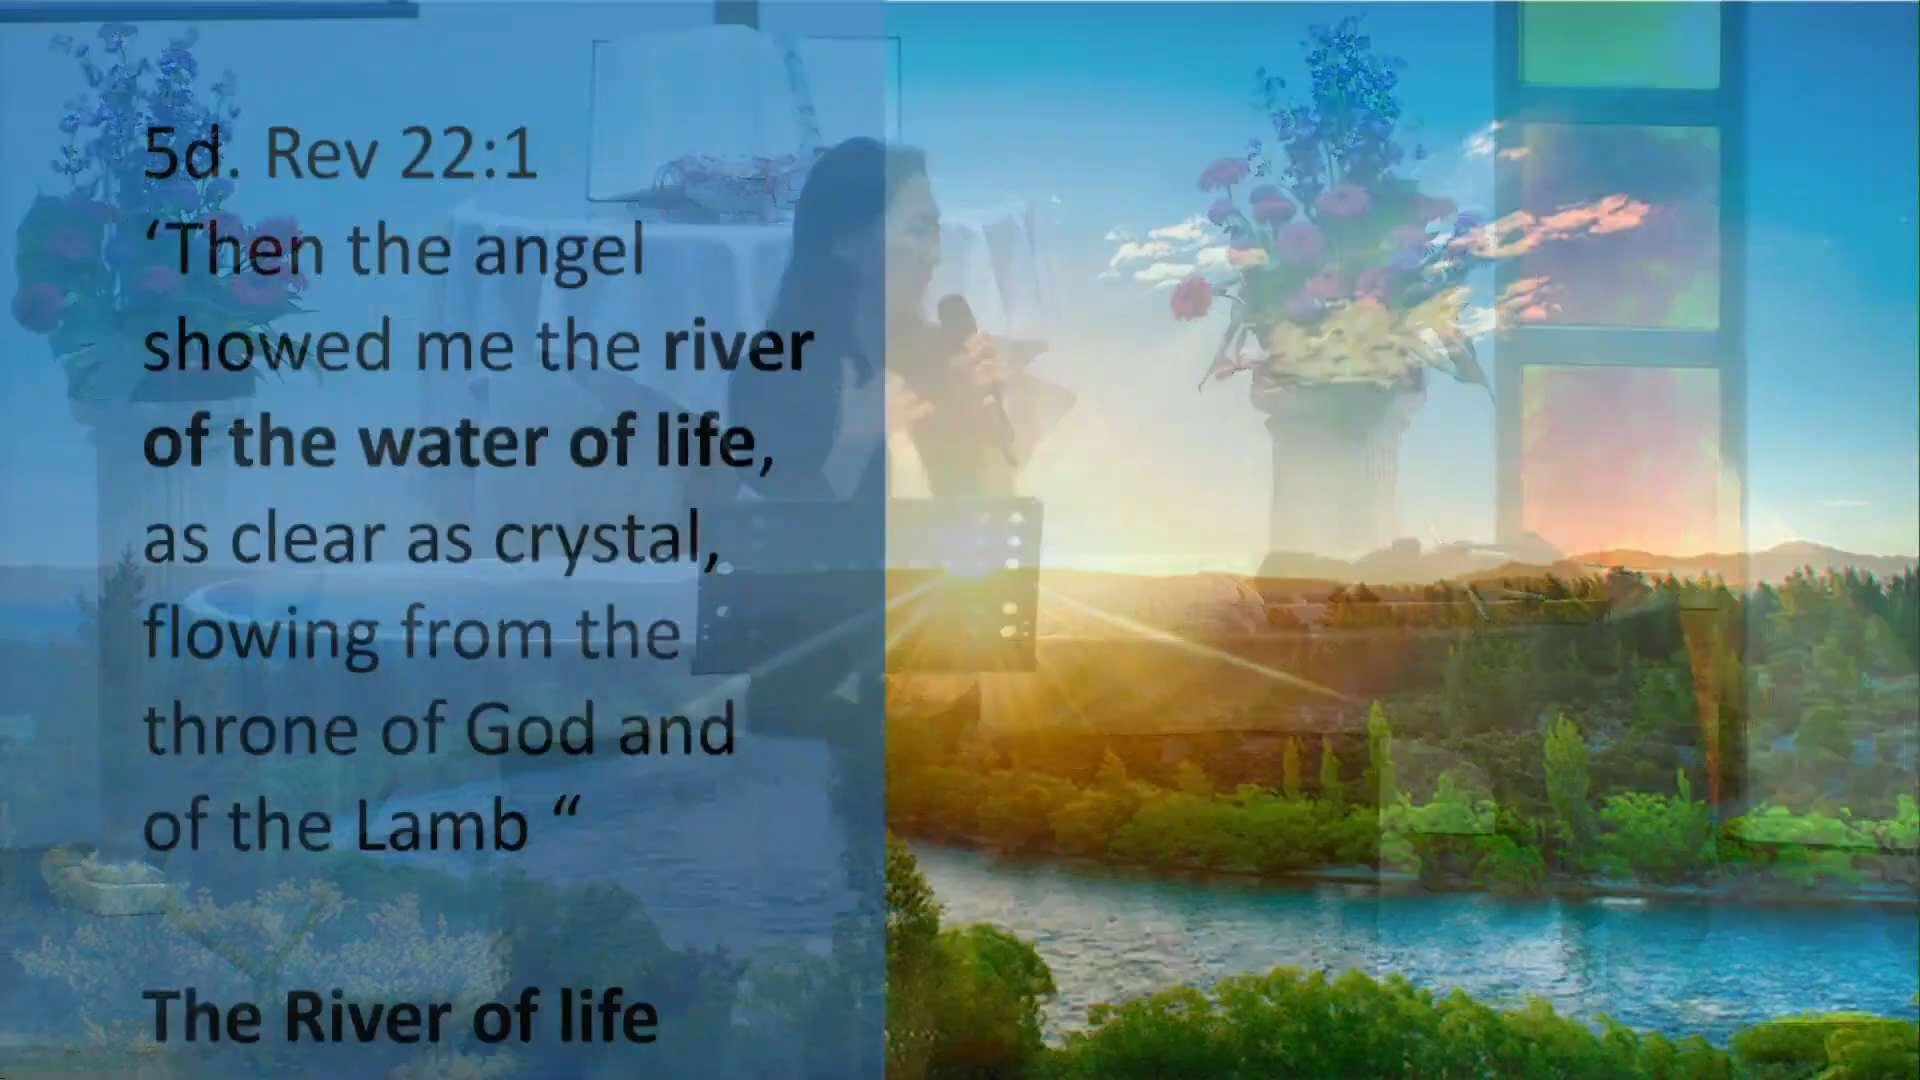 5d. Rev 22:1
‘Then the angel
showed me the river
of the water of life,
as clear as crystal,
flowing from the
throne of God and
of the Lamb “
The River of life